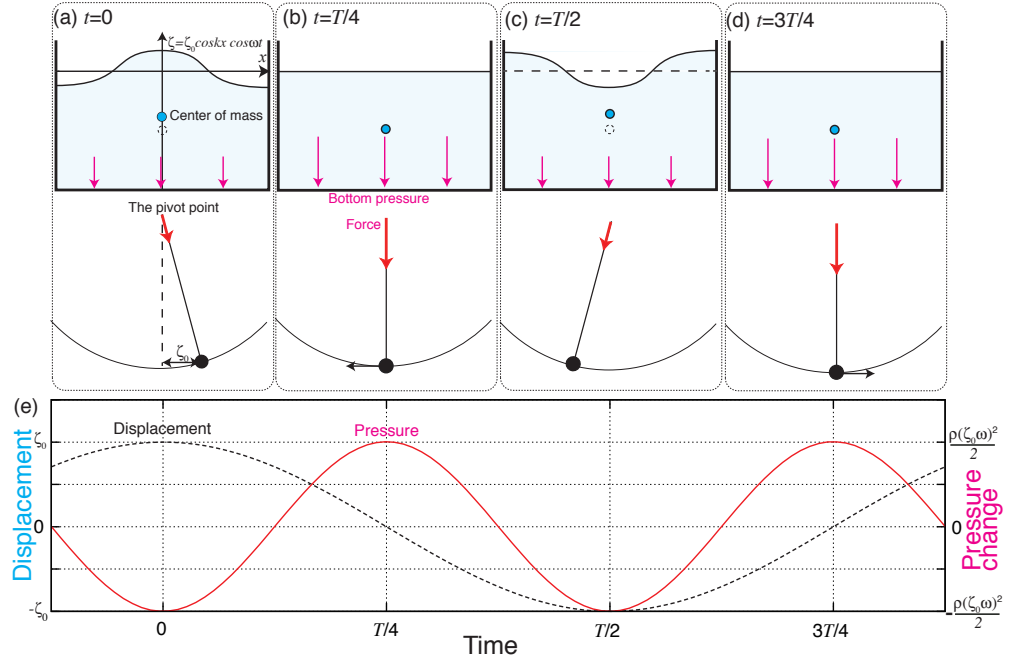 (a) t=0
(b) t=T/4
(c) t=T/2
(d) t=3T/4
ζ=ζ₀coskx cosωt
x
Center of mass
The pivot point
Bottom pressure
Force
ζ₀
(e)
Displacement
Pressure
ζ₀
0
-ζ₀
Displacement
ρ(ζ₀ω)²
2
0
-ρ(ζ₀ω)²
2
Pressure
change
0
T/4
T/2
3T/4
Time